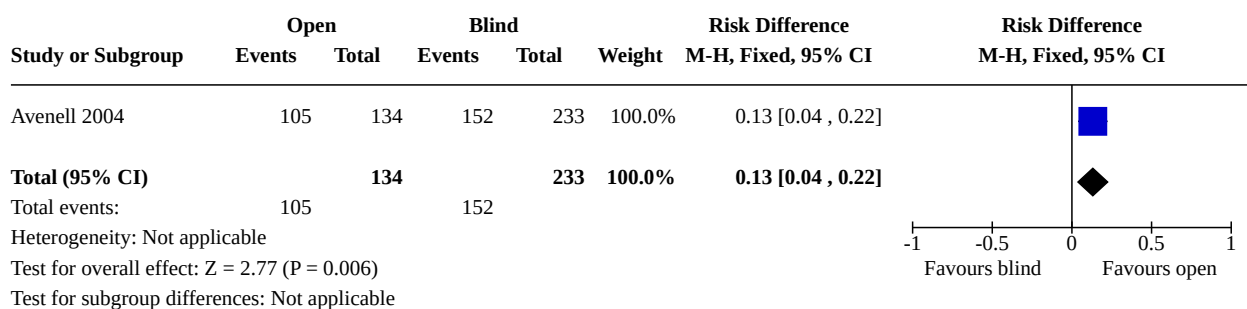 Open Blind Risk Difference Risk Difference
Study or Subgroup Events Total Events Total Weight M-H, Fixed, 95% CI M-H, Fixed, 95% CI
Avenell 2004 105 134 152 233 100.0% 0.13 [0.04 , 0.22]
Total (95% CI) 134 233 100.0% 0.13 [0.04 , 0.22]
Total events: 105 152
Heterogeneity: Not applicable
-1 -0.5 0 0.5 1
Test for overall effect: Z = 2.77 (P = 0.006) Favours blind Favours open
Test for subgroup differences: Not applicable